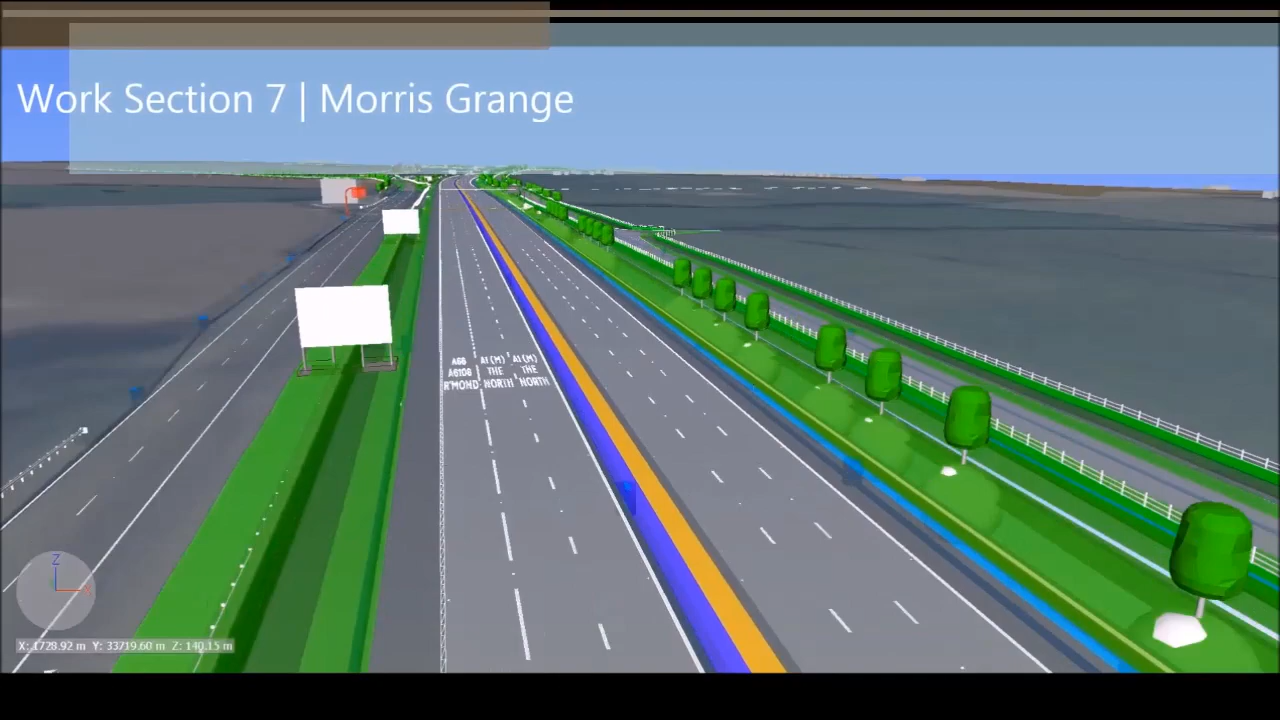 Work Section 7 | Morris Grange
A66 A1(M) A1(M)
A6108 THE THE
R'MOND NORTH NORTH
X: 1728.92 m Y: 33719.60 m Z: 140.15 m
Z